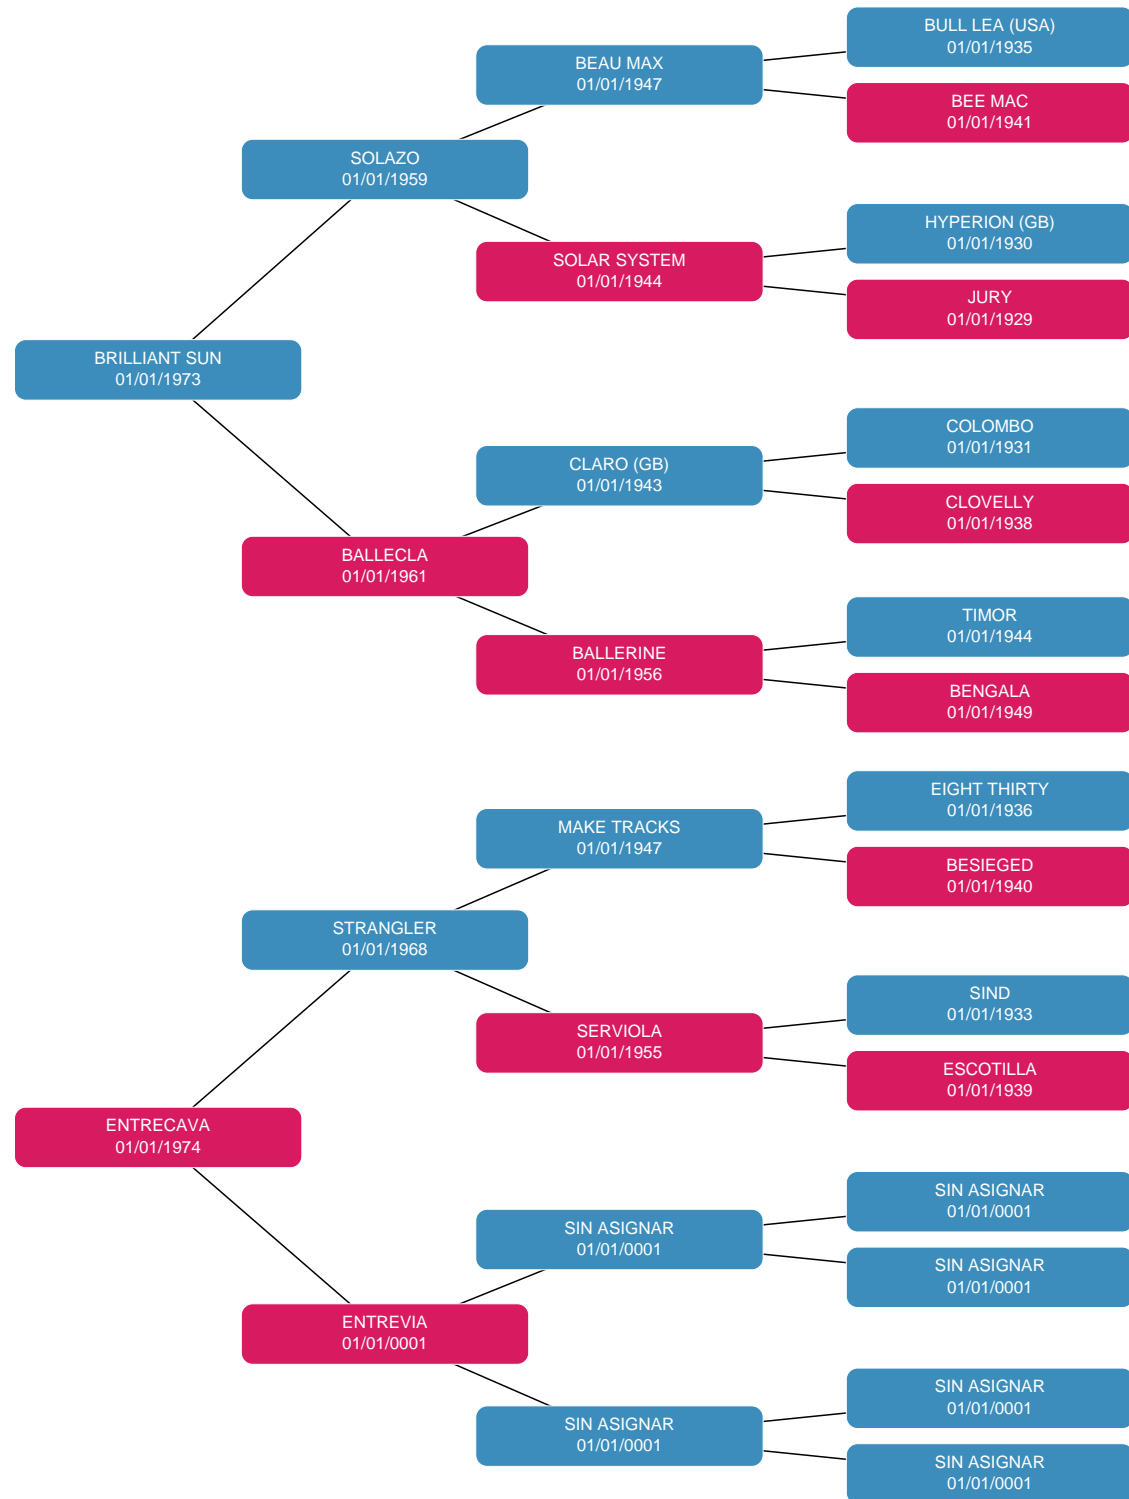 BULL LEA (USA)
01/01/1935
BEAU MAX
01/01/1947
BEE MAC
01/01/1941
SOLAZO
01/01/1959
HYPERION (GB)
01/01/1930
SOLAR SYSTEM
01/01/1944
JURY
01/01/1929
BRILLIANT SUN
01/01/1973
COLOMBO
01/01/1931
CLARO (GB)
01/01/1943
CLOVELLY
01/01/1938
BALLECLA
01/01/1961
TIMOR
01/01/1944
BALLERINE
01/01/1956
BENGALA
01/01/1949
EIGHT THIRTY
01/01/1936
MAKE TRACKS
01/01/1947
BESIEGED
01/01/1940
STRANGLER
01/01/1968
SIND
01/01/1933
SERVIOLA
01/01/1955
ESCOTILLA
01/01/1939
ENTRECAVA
01/01/1974
SIN ASIGNAR
01/01/0001
SIN ASIGNAR
01/01/0001
SIN ASIGNAR
01/01/0001
ENTREVIA
01/01/0001
SIN ASIGNAR
01/01/0001
SIN ASIGNAR
01/01/0001
SIN ASIGNAR
01/01/0001